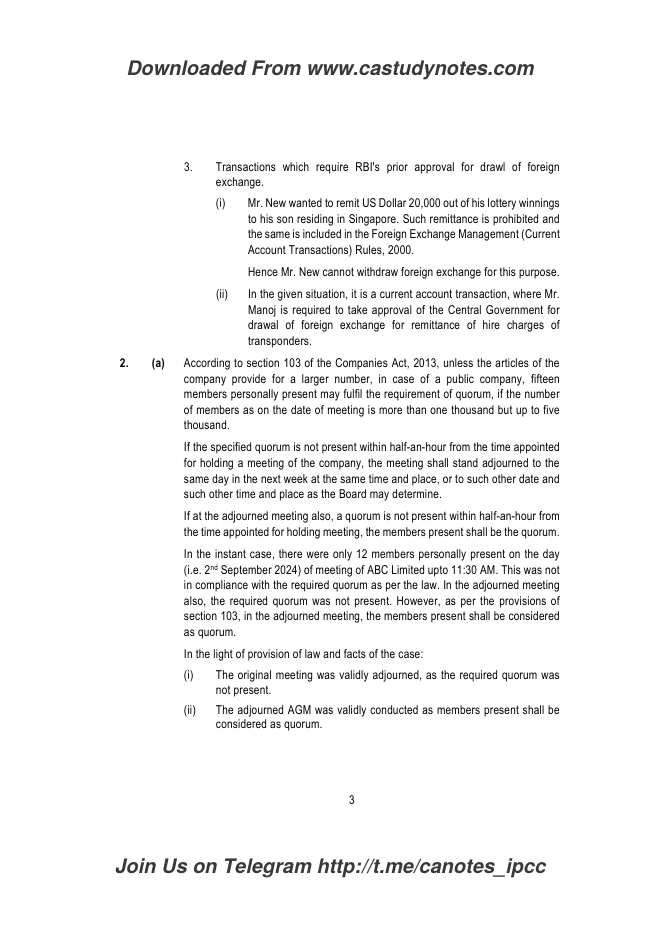 Downloaded From www.castudynotes.com
3. Transactions which require RBI's prior approval for drawl of foreign
exchange.
(i) Mr. New wanted to remit US Dollar 20,000 out of his lottery winnings
to his son residing in Singapore. Such remittance is prohibited and
the same is included in the Foreign Exchange Management (Current
Account Transactions) Rules, 2000.
Hence Mr. New cannot withdraw foreign exchange for this purpose.
(ii) In the given situation, it is a current account transaction, where Mr.
Manoj is required to take approval of the Central Government for
drawal of foreign exchange for remittance of hire charges of
transponders.
2. (a) According to section 103 of the Companies Act, 2013, unless the articles of the
company provide for a larger number, in case of a public company, fifteen
members personally present may fulfil the requirement of quorum, if the number
of members as on the date of meeting is more than one thousand but up to five
thousand.
If the specified quorum is not present within half-an-hour from the time appointed
for holding a meeting of the company, the meeting shall stand adjourned to the
same day in the next week at the same time and place, or to such other date and
such other time and place as the Board may determine.
If at the adjourned meeting also, a quorum is not present within half-an-hour from
the time appointed for holding meeting, the members present shall be the quorum.
In the instant case, there were only 12 members personally present on the day
(i.e. 2nd September 2024) of meeting of ABC Limited upto 11:30 AM. This was not
in compliance with the required quorum as per the law. In the adjourned meeting
also, the required quorum was not present. However, as per the provisions of
section 103, in the adjourned meeting, the members present shall be considered
as quorum.
In the light of provision of law and facts of the case:
(i) The original meeting was validly adjourned, as the required quorum was
not present.
(ii) The adjourned AGM was validly conducted as members present shall be
considered as quorum.
3
Join Us on Telegram http://t.me/canotes_ipcc